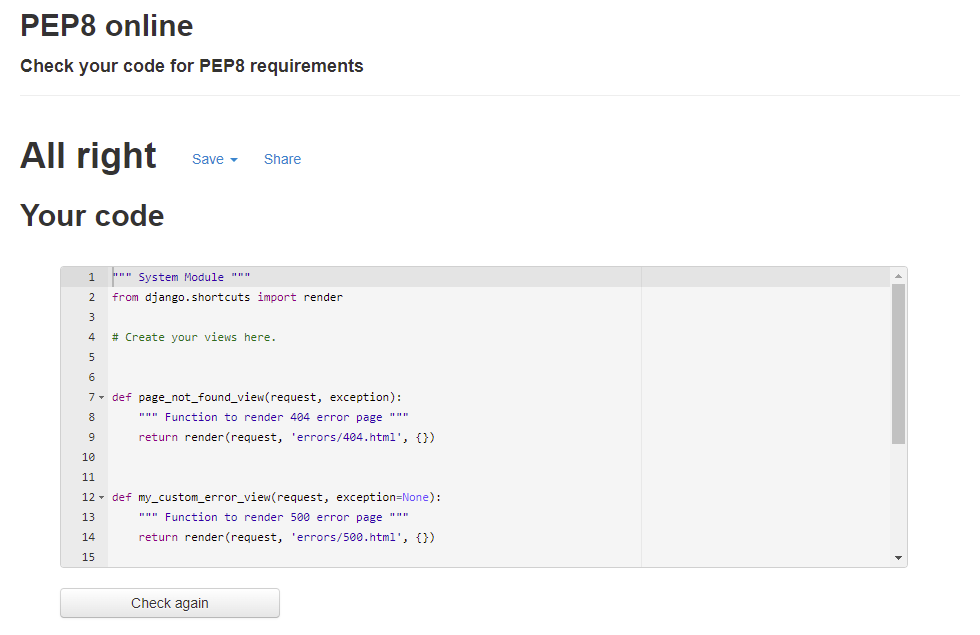 PEP8 online
Check your code for PEP8 requirements
All right Save Share
Your code
1 """ System Module """
2 from django.shortcuts import render
3
4 # Create your views here.
5
6
7 def page_not_found_view(request, exception):
8     """ Function to render 404 error page """
9     return render(request, 'errors/404.html', {})
10
11
12 def my_custom_error_view(request, exception=None):
13     """ Function to render 500 error page """
14     return render(request, 'errors/500.html', {})
15
Check again